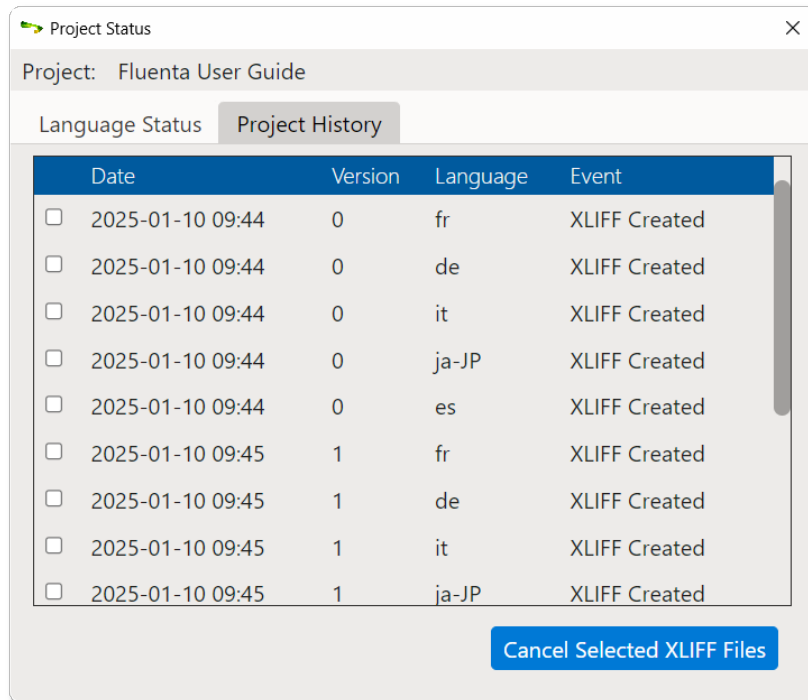 Project Status
Project: Fluenta User Guide
Language Status Project History
Date Version Language Event
2025-01-10 09:44 0 fr XLIFF Created
2025-01-10 09:44 0 de XLIFF Created
2025-01-10 09:44 0 it XLIFF Created
2025-01-10 09:44 0 ja-JP XLIFF Created
2025-01-10 09:44 0 es XLIFF Created
2025-01-10 09:45 1 fr XLIFF Created
2025-01-10 09:45 1 de XLIFF Created
2025-01-10 09:45 1 it XLIFF Created
2025-01-10 09:45 1 ja-JP XLIFF Created
Cancel Selected XLIFF Files